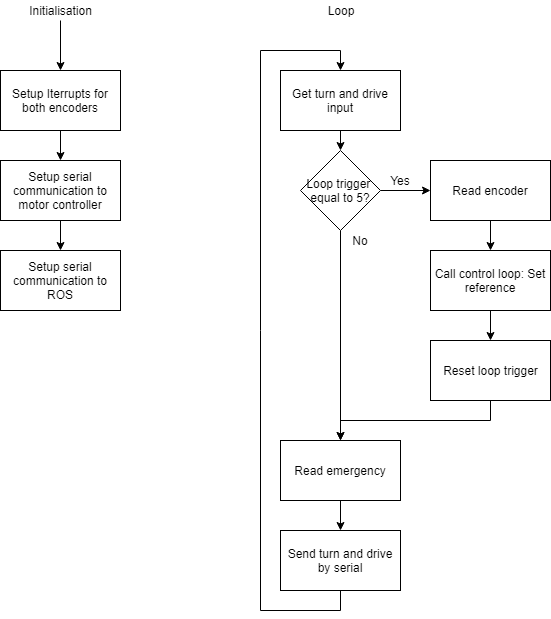 Initialisation
Setup Iterrupts for
both encoders
Setup serial
communication to
motor controller
Setup serial
communication to
ROS
Loop
Get turn and drive
input
Loop trigger
equal to 5?
Yes
No
Read encoder
Call control loop: Set
reference
Reset loop trigger
Read emergency
Send turn and drive
by serial